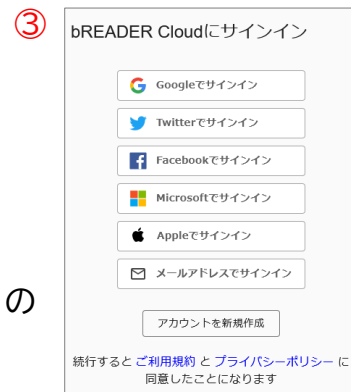 ③
bREADER Cloudにサインイン
Googleでサインイン
Twitterでサインイン
Facebookでサインイン
Microsoftでサインイン
Appleでサインイン
メールアドレスでサインイン
の
アカウントを新規作成
続行すると ご利用規約 と プライバシーポリシー に
同意したことになります